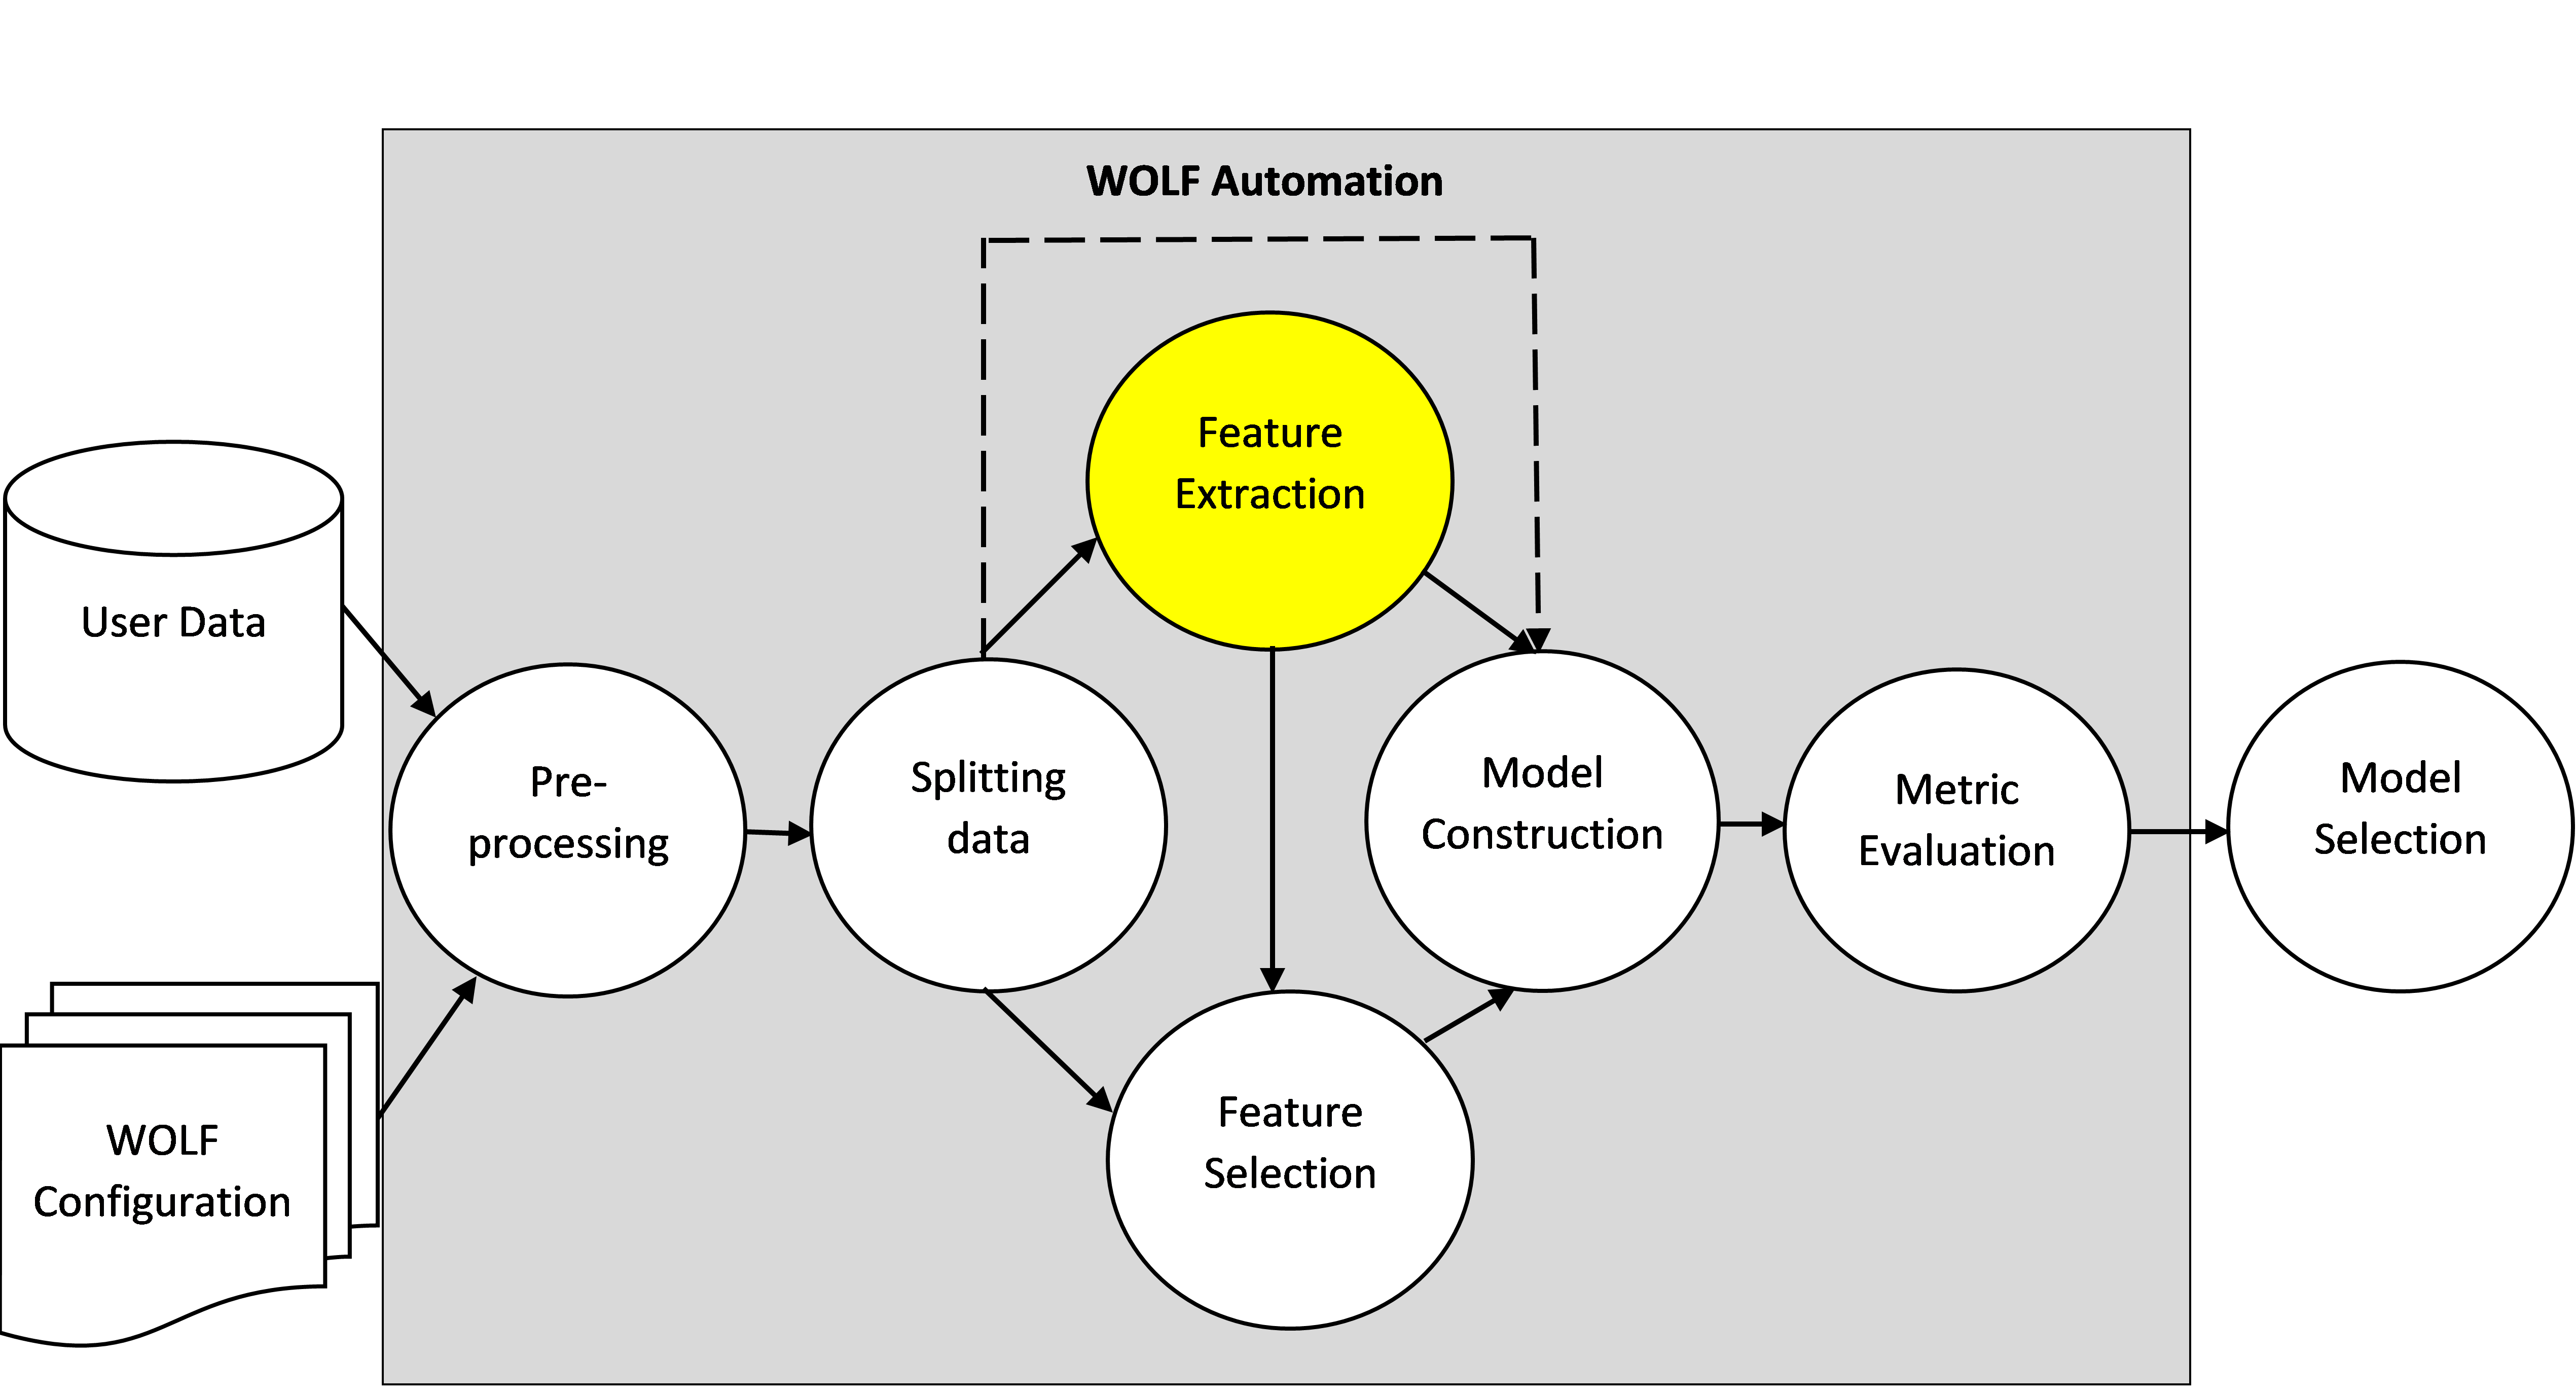 WOLF Automation
Feature
Extraction
User Data
Pre-
processing
Splitting
data
Model
Construction
Metric
Evaluation
Model
Selection
Feature
Selection
WOLF
Configuration